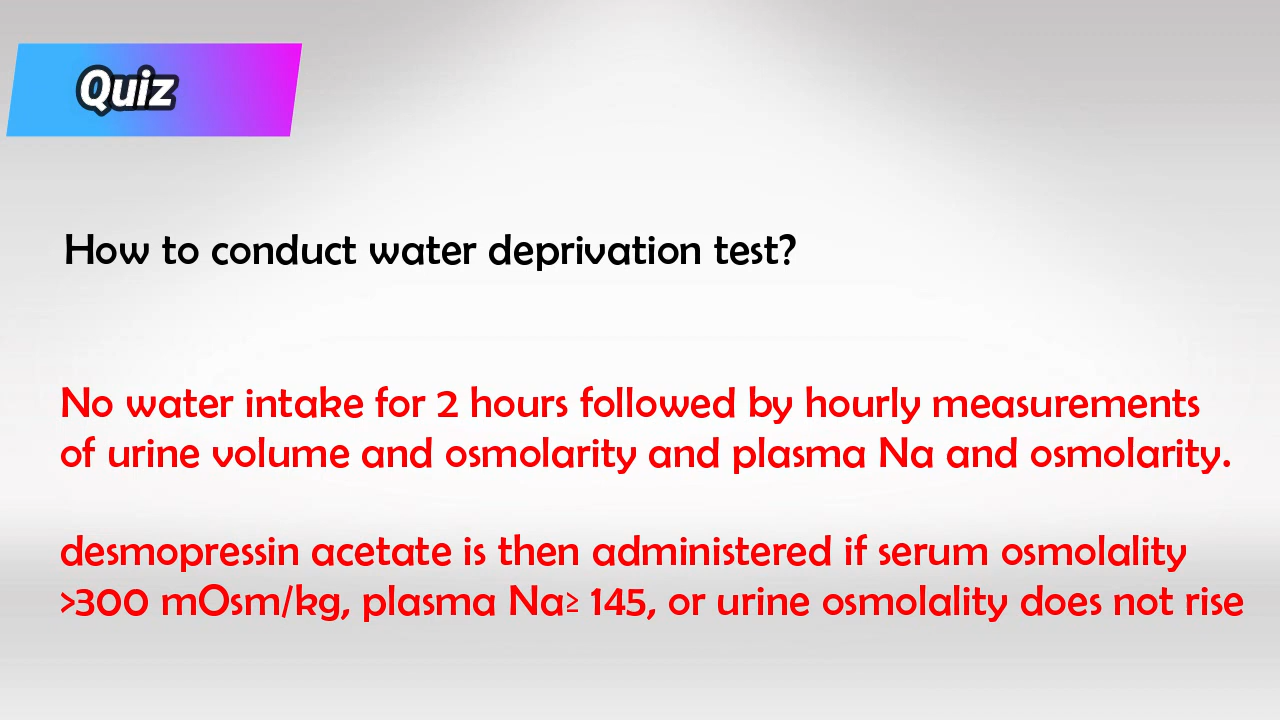 Quiz
How to conduct water deprivation test?
No water intake for 2 hours followed by hourly measurements
of urine volume and osmolarity and plasma Na and osmolarity.
desmopressin acetate is then administered if serum osmolality
>300 mOsm/kg, plasma Na≥ 145, or urine osmolality does not rise